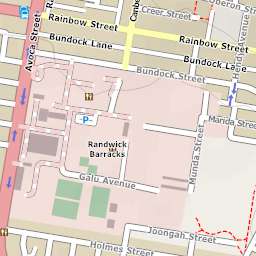 Oberon Street
Creer Street
Rainbow Street
Rainbow Street
Bundock Lane
Bundock Lane
Bundock Street
Avoca Street
P
Randwick
Barracks
Galu Avenue
Munda Street
Joongah Street
Holmes Street